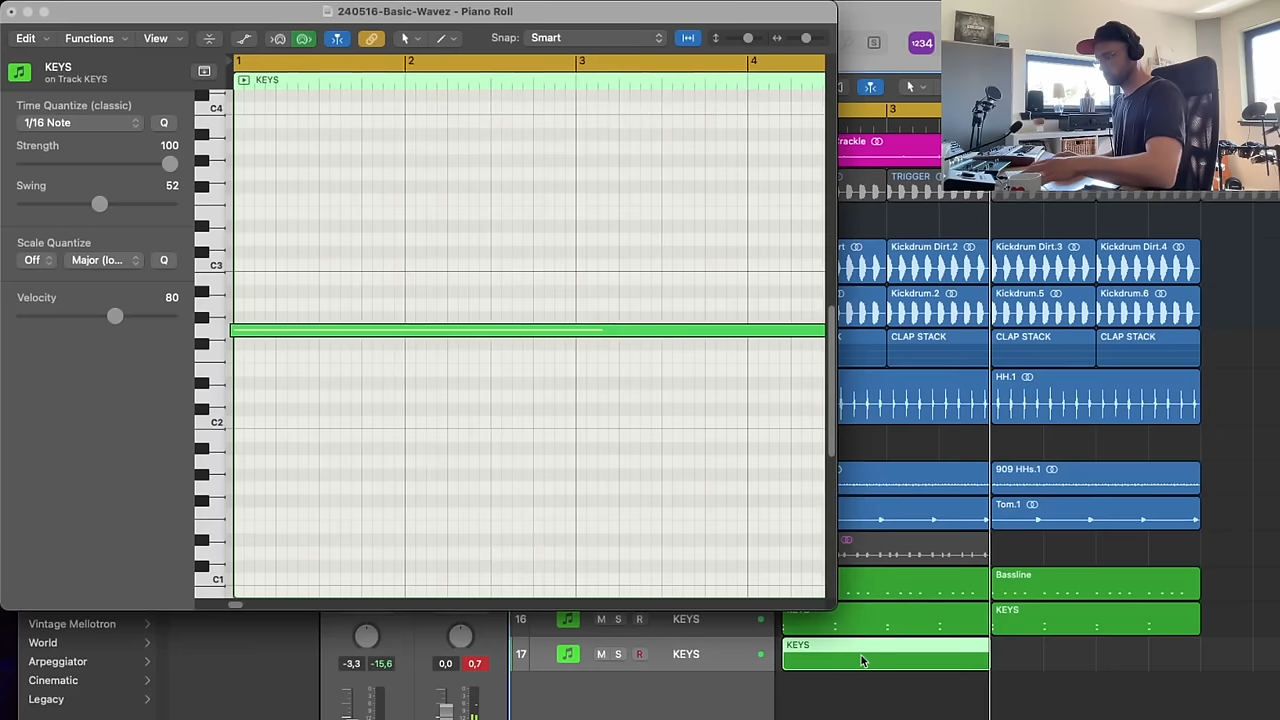 240516-Basic-Wavez - Piano Roll
Edit Functions View Snap: Smart
1234
KEYS
on Track KEYS
1 2 3 4
KEYS
3
Time Quantize (classic)
1/16 Note Q
Strength 100
Swing 52
Scale Quantize
Off Major (lo... Q
Velocity 80
C4
C3
C2
C1
TRIGGER
Kickdrum Dirt.2 Kickdrum Dirt.3 Kickdrum Dirt.4
Kickdrum.2 Kickdrum.5 Kickdrum.6
CLAP STACK CLAP STACK CLAP STACK
HH.1
909 HHs.1
Tom.1
Bassline
KEYS
Vintage Mellotron
World
Arpeggiator
Cinematic
Legacy
-3,3 -15,6 0,0 0,7
16 M S R KEYS
17 M S R KEYS
KEYS